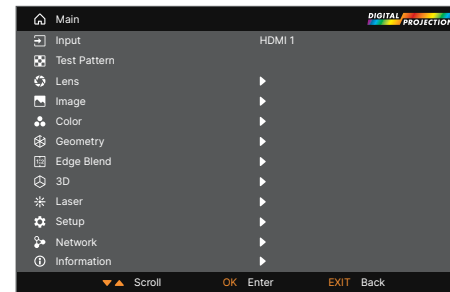 Main
DIGITAL PROJECTION
Input HDMI 1
Test Pattern
Lens
Image
Color
Geometry
Edge Blend
3D
Laser
Setup
Network
Information
Scroll OK Enter EXIT Back